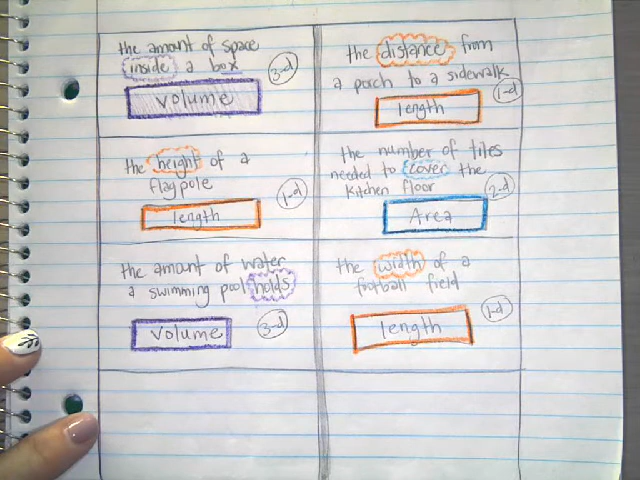 the amount of space
inside a box
3-d
volume
the distance from
a porch to a sidewalk
1-d
length
the height of a
flagpole
1-d
length
the number of tiles
needed to cover the
kitchen floor
2-d
Area
the amount of water
a swimming pool holds
3-d
volume
the width of a
football field
1-d
length